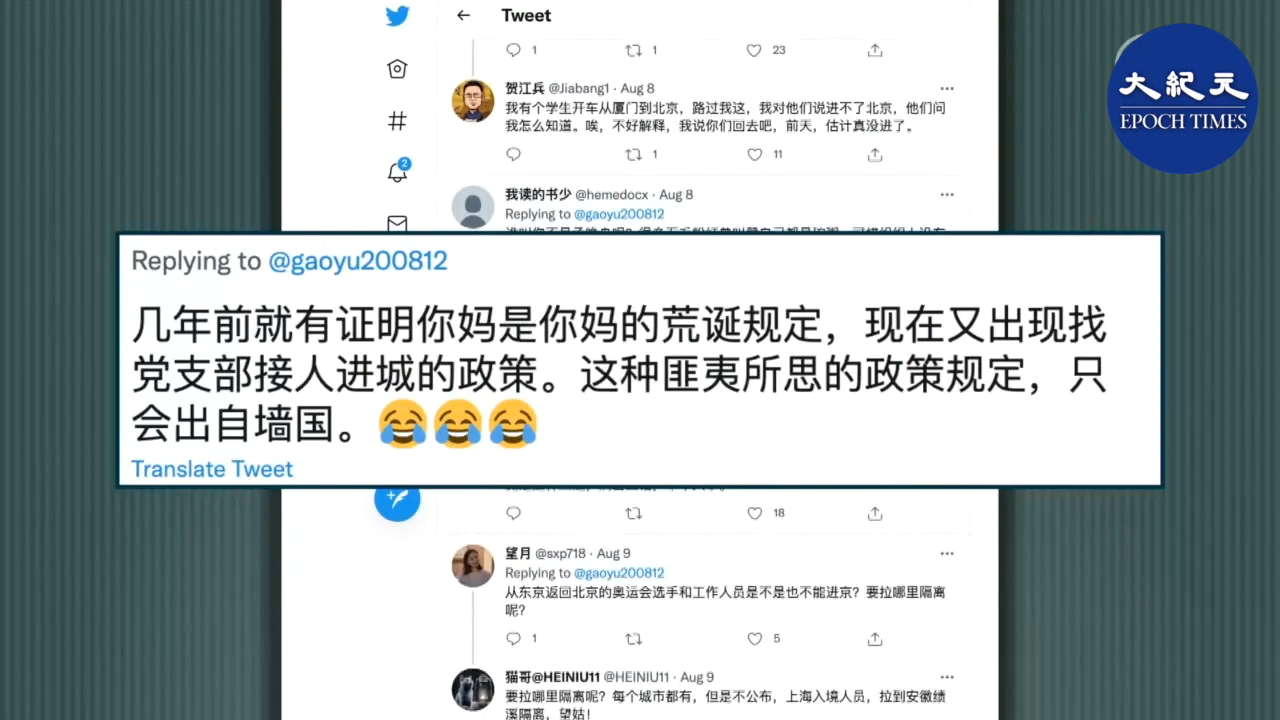 Tweet
1 1 23
大紀元
EPOCH TIMES
贺江兵 @Jiabang1 · Aug 8
我有个学生开车从厦门到北京，路过我这，我对他们说进不了北京，他们问
我怎么知道。唉，不好解释，我说你们回去吧，前天，估计真没进了。
1 11
2
我读的书少 @hemedocx · Aug 8
Replying to @gaoyu200812
Replying to @gaoyu200812
几年前就有证明你妈是你妈的荒诞规定，现在又出现找
党支部接人进城的政策。这种匪夷所思的政策规定，只
会出自墙国。😂😂😂
Translate Tweet
18
望月 @sxp718 · Aug 9
Replying to @gaoyu200812
从东京返回北京的奥运会选手和工作人员是不是也不能进京？要拉哪里隔离
呢？
1 5
猫哥@HEINIU11 @HEINIU11 · Aug 9
要拉哪里隔离呢？每个城市都有，但是不公布，上海入境人员，拉到安徽绩
溪隔离，望姑！